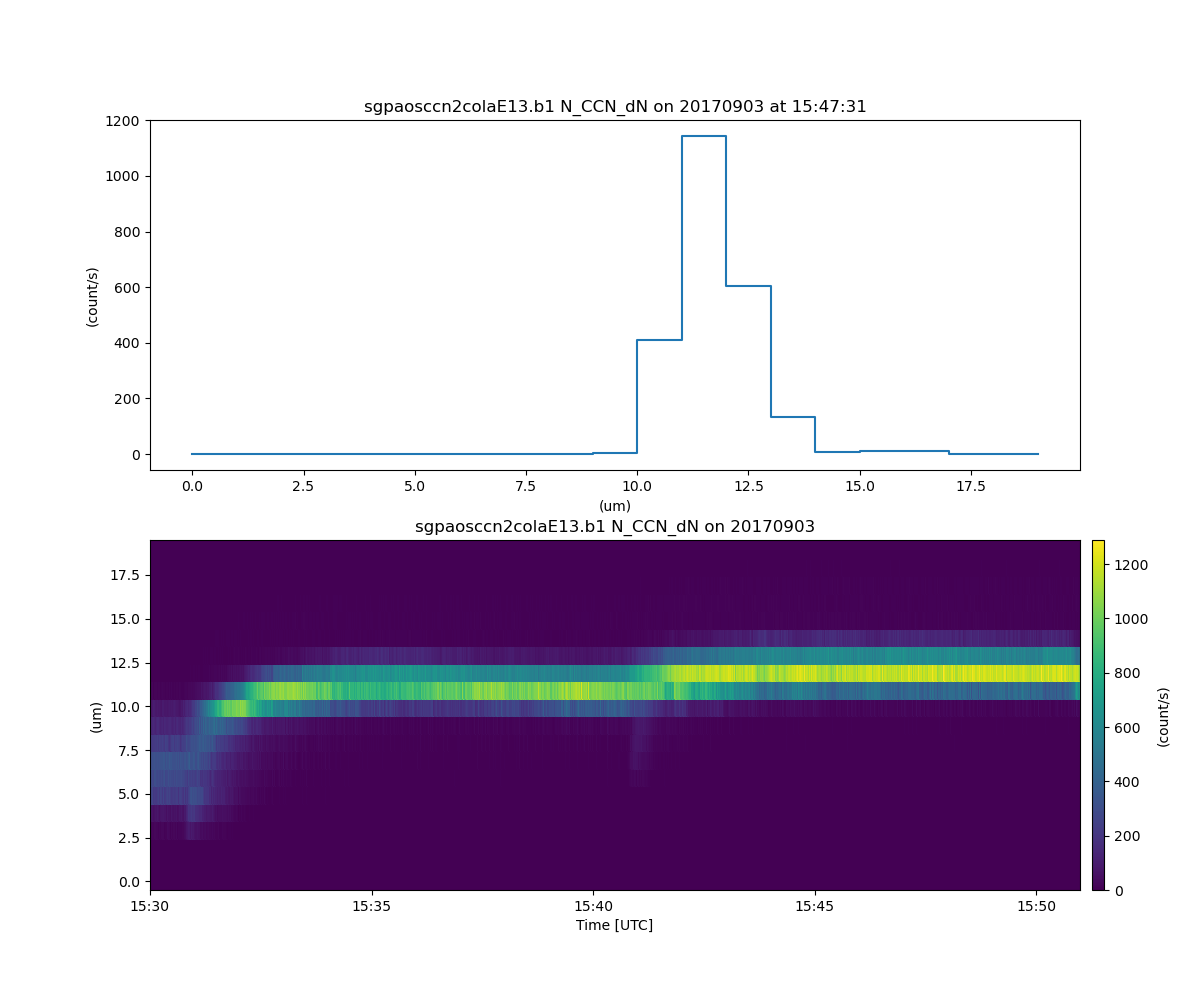 sgpaosccn2colaE13.b1 N_CCN_dN on 20170903 at 15:47:31
1200
1000
800
600
400
200
0
(count/s)
0.0 2.5 5.0 7.5 10.0 12.5 15.0 17.5
(um)
sgpaosccn2colaE13.b1 N_CCN_dN on 20170903
17.5
15.0
12.5
10.0
7.5
5.0
2.5
0.0
(um)
15:30 15:35 15:40 15:45 15:50
Time [UTC]
1200
1000
800
600
400
200
0
(count/s)